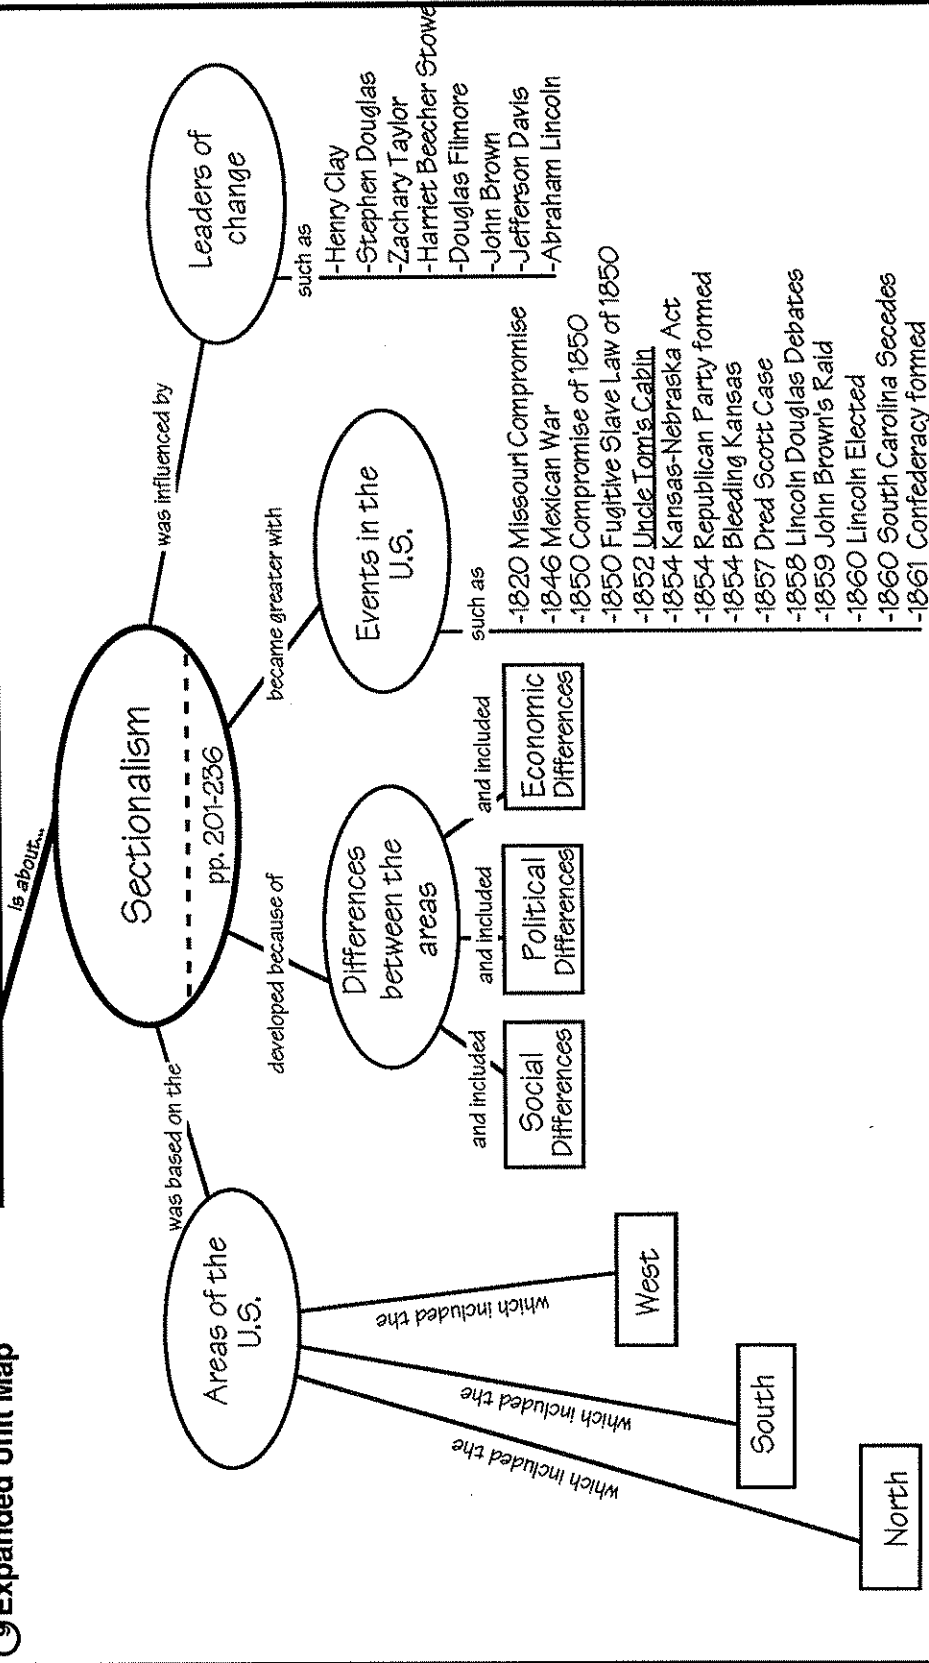 9 Expanded Unit Map
is about...
Sectionalism
pp. 201-236
was based on the
Areas of the
U.S.
which included the
North
which included the
South
which included the
West
developed because of
Differences
between the
areas
and included
Social
Differences
and included
Political
Differences
and included
Economic
Differences
became greater with
Events in the
U.S.
such as
-1820 Missouri Compromise
-1846 Mexican War
-1850 Compromise of 1850
-1850 Fugitive Slave Law of 1850
-1852 Uncle Tom's Cabin
-1854 Kansas-Nebraska Act
-1854 Republican Party formed
-1854 Bleeding Kansas
-1857 Dred Scott Case
-1858 Lincoln Douglas Debates
-1859 John Brown's Raid
-1860 Lincoln Elected
-1860 South Carolina Secedes
-1861 Confederacy formed
was influenced by
Leaders of
change
such as
-Henry Clay
-Stephen Douglas
-Zachary Taylor
-Harriet Beecher Stowe
-Douglas Filmore
-John Brown
-Jefferson Davis
-Abraham Lincoln